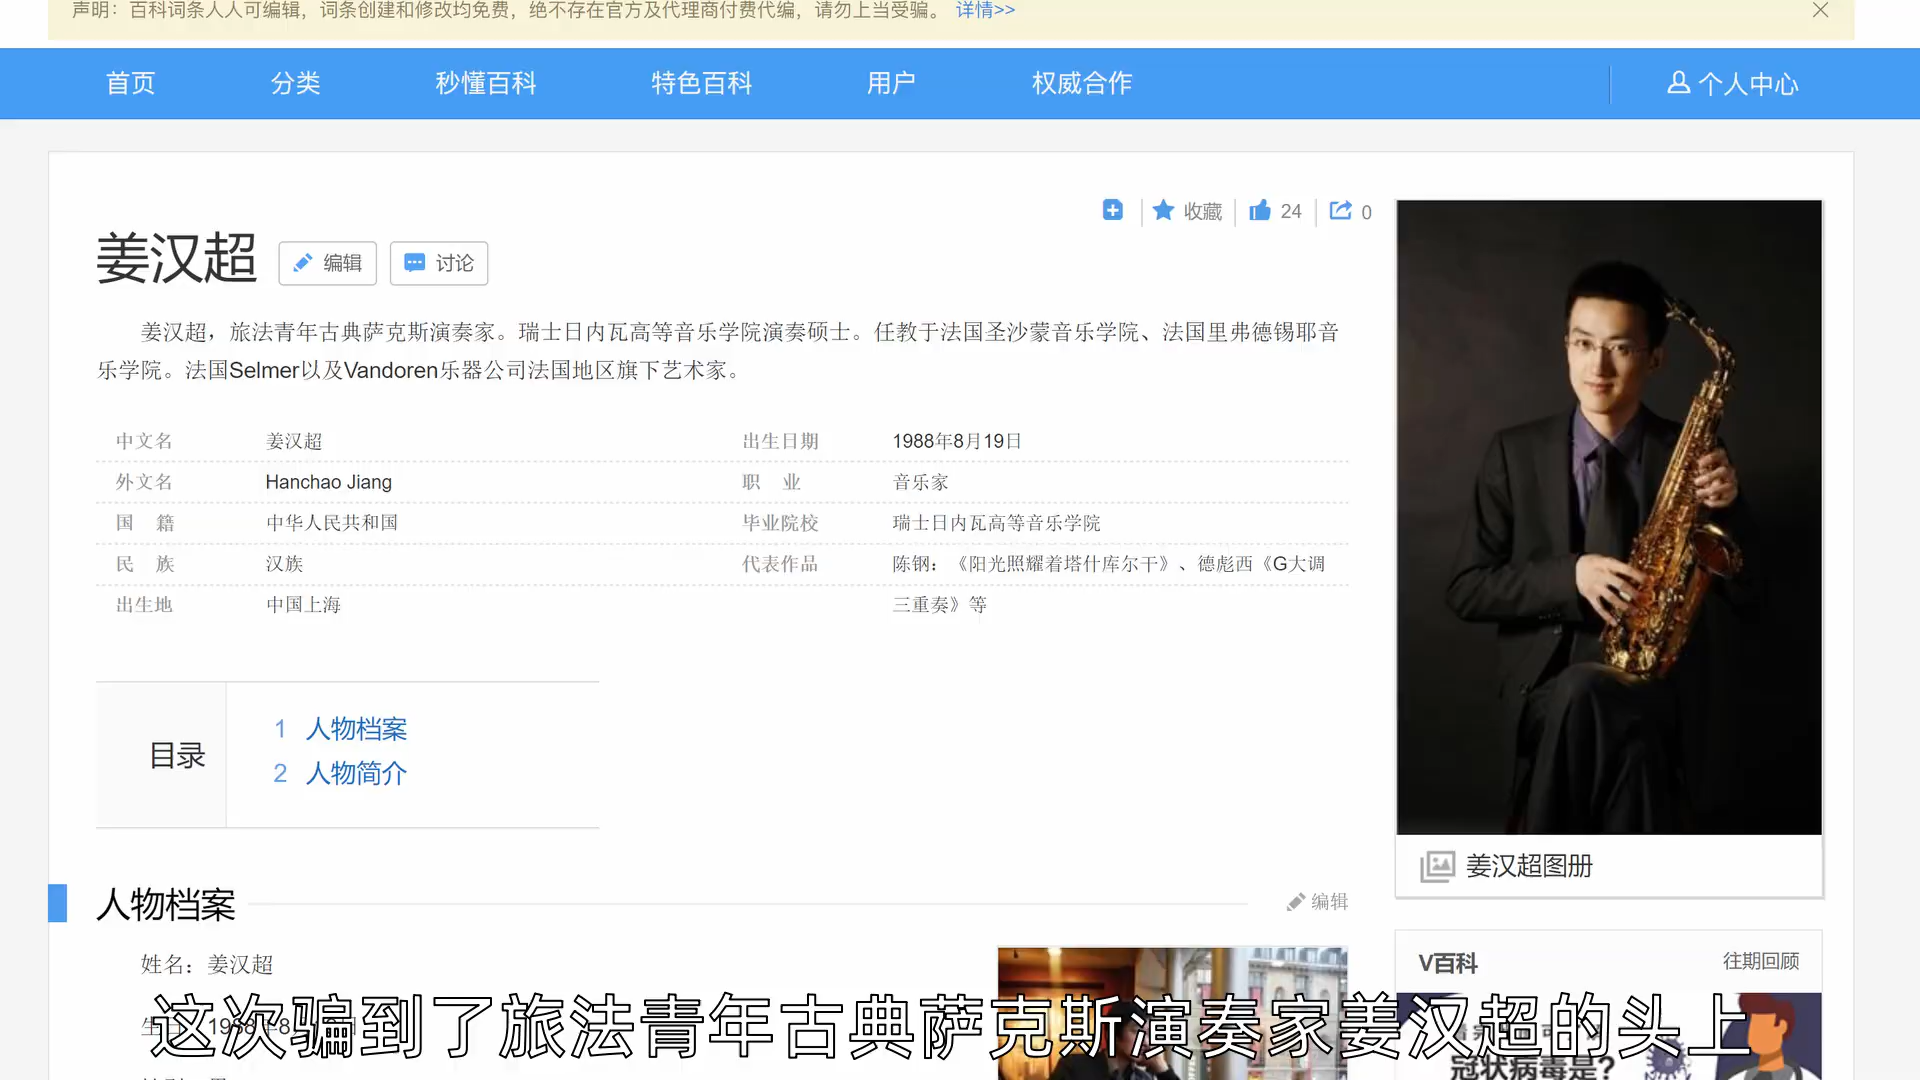 声明：百科词条人人可编辑，词条创建和修改均免费，绝不存在官方及代理商付费代编，请勿上当受骗。 详情>>
首页 分类 秒懂百科 特色百科 用户 权威合作 个人中心
收藏 24 0
姜汉超 编辑 讨论
姜汉超，旅法青年古典萨克斯演奏家。瑞士日内瓦高等音乐学院演奏硕士。任教于法国圣沙蒙音乐学院、法国里弗德锡耶音
乐学院。法国Selmer以及Vandoren乐器公司法国地区旗下艺术家。
中文名 姜汉超 出生日期 1988年8月19日
外文名 Hanchao Jiang 职 业 音乐家
国 籍 中华人民共和国 毕业院校 瑞士日内瓦高等音乐学院
民 族 汉族 代表作品 陈钢：《阳光照耀着塔什库尔干》、德彪西《G大调
出生地 中国上海 三重奏》等
目录
1 人物档案
2 人物简介
姜汉超图册
人物档案 编辑
姓名：姜汉超
V百科 往期回顾
这次骗到了旅法青年古典萨克斯演奏家姜汉超的头上
冠状病毒是？